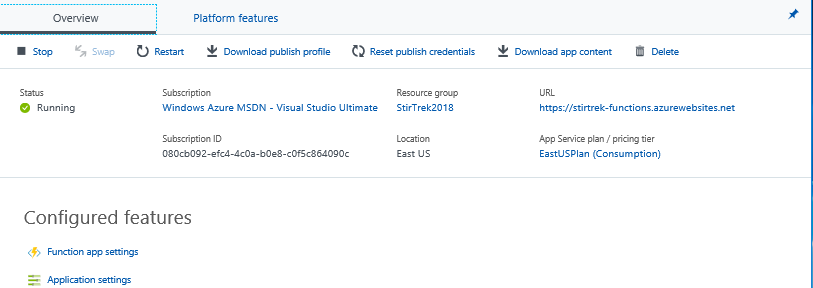 Overview Platform features
Stop Swap Restart Download publish profile Reset publish credentials Download app content Delete
Status Subscription Resource group URL
Running Windows Azure MSDN - Visual Studio Ultimate StirTrek2018 https://stirtrek-functions.azurewebsites.net
Subscription ID Location App Service plan / pricing tier
080cb092-efc4-4c0a-b0e8-c0f5c864090c East US EastUSPlan (Consumption)
Configured features
Function app settings
Application settings